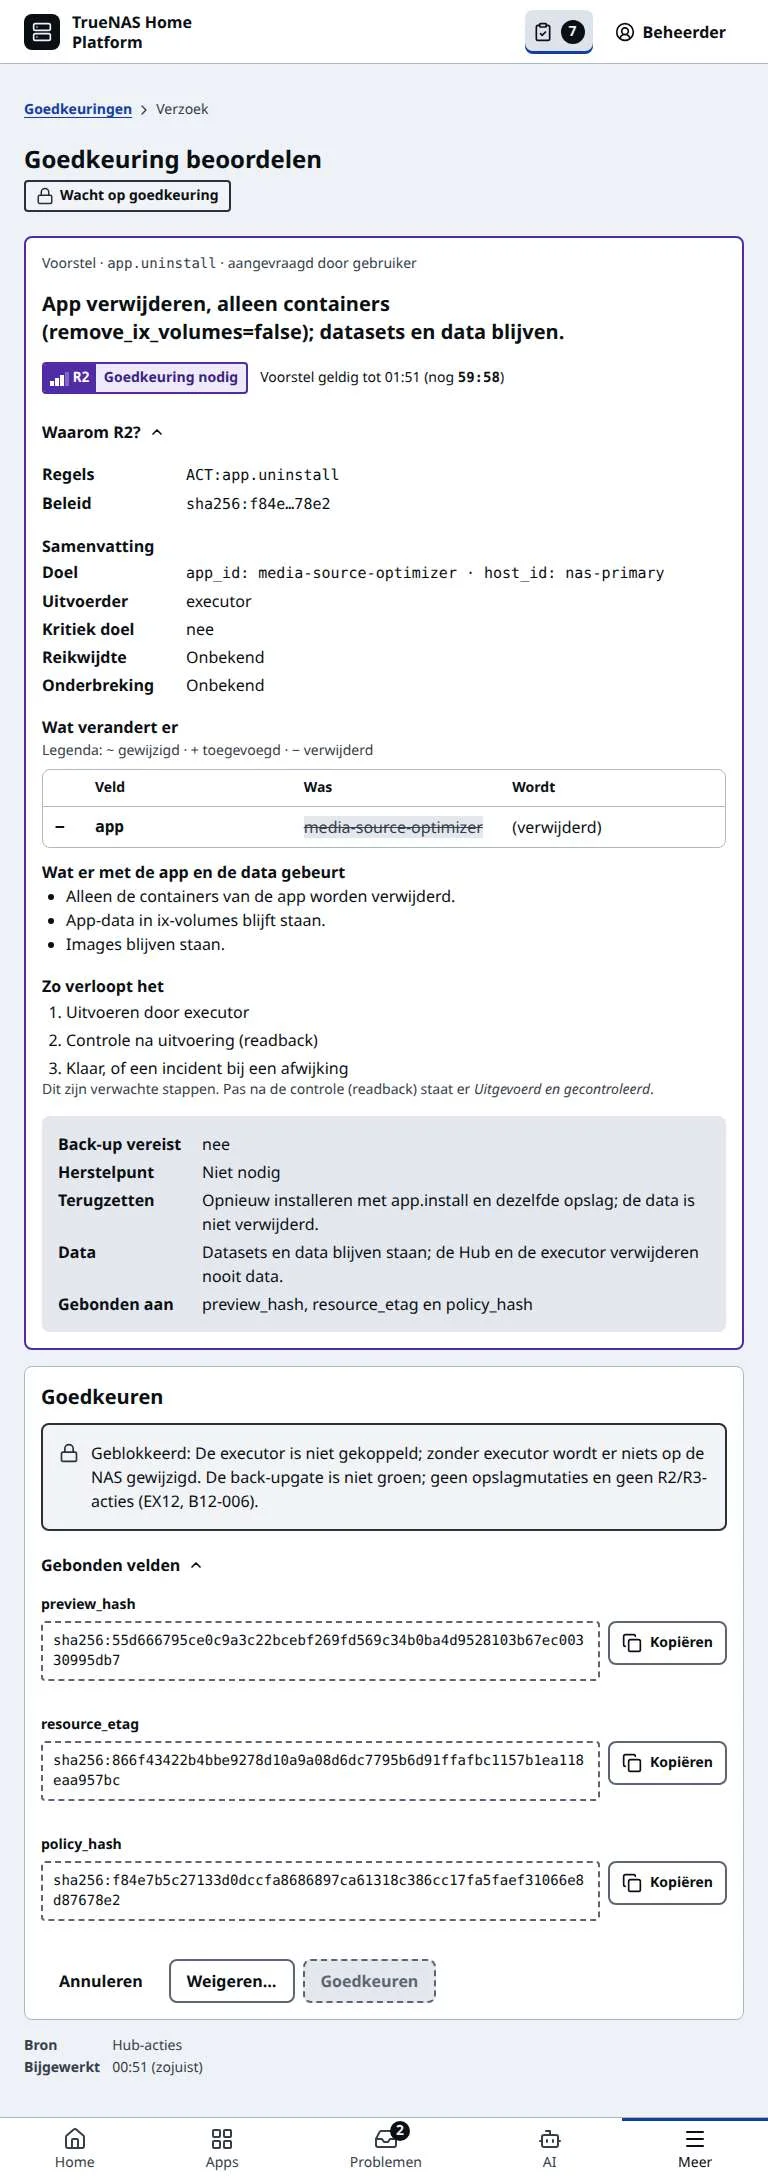 TrueNAS Home
Platform
7
Beheerder
Goedkeuringen > Verzoek
Goedkeuring beoordelen
Wacht op goedkeuring
Voorstel · app.uninstall · aangevraagd door gebruiker
App verwijderen, alleen containers
(remove_ix_volumes=false); datasets en data blijven.
R2 Goedkeuring nodig Voorstel geldig tot 01:51 (nog 59:58)
Waarom R2?
Regels ACT:app.uninstall
Beleid sha256:f84e…78e2
Samenvatting
Doel app_id: media-source-optimizer · host_id: nas-primary
Uitvoerder executor
Kritiek doel nee
Reikwijdte Onbekend
Onderbreking Onbekend
Wat verandert er
Legenda: ~ gewijzigd · + toegevoegd · − verwijderd
Veld Was Wordt
− app media-source-optimizer (verwijderd)
Wat er met de app en de data gebeurt
• Alleen de containers van de app worden verwijderd.
• App-data in ix-volumes blijft staan.
• Images blijven staan.
Zo verloopt het
1. Uitvoeren door executor
2. Controle na uitvoering (readback)
3. Klaar, of een incident bij een afwijking
Dit zijn verwachte stappen. Pas na de controle (readback) staat er Uitgevoerd en gecontroleerd.
Back-up vereist nee
Herstelpunt Niet nodig
Terugzetten Opnieuw installeren met app.install en dezelfde opslag; de data is
niet verwijderd.
Data Datasets en data blijven staan; de Hub en de executor verwijderen
nooit data.
Gebonden aan preview_hash, resource_etag en policy_hash
Goedkeuren
Geblokkeerd: De executor is niet gekoppeld; zonder executor wordt er niets op de
NAS gewijzigd. De back-upgate is niet groen; geen opslagmutaties en geen R2/R3-
acties (EX12, B12-006).
Gebonden velden
preview_hash
sha256:55d666795ce0c9a3c22bcebf269fd569c34b0ba4d9528103b67ec003
30995db7
Kopiëren
resource_etag
sha256:866f43422b4bbe9278d10a9a08d6dc7795b6d91ffafbc1157b1ea118
eaa957bc
Kopiëren
policy_hash
sha256:f84e7b5c27133d0dccfa8686897ca61318c386cc17fa5faef31066e8
d87678e2
Kopiëren
Annuleren Weigeren... Goedkeuren
Bron Hub-acties
Bijgewerkt 00:51 (zojuist)
2
Home Apps Problemen AI Meer